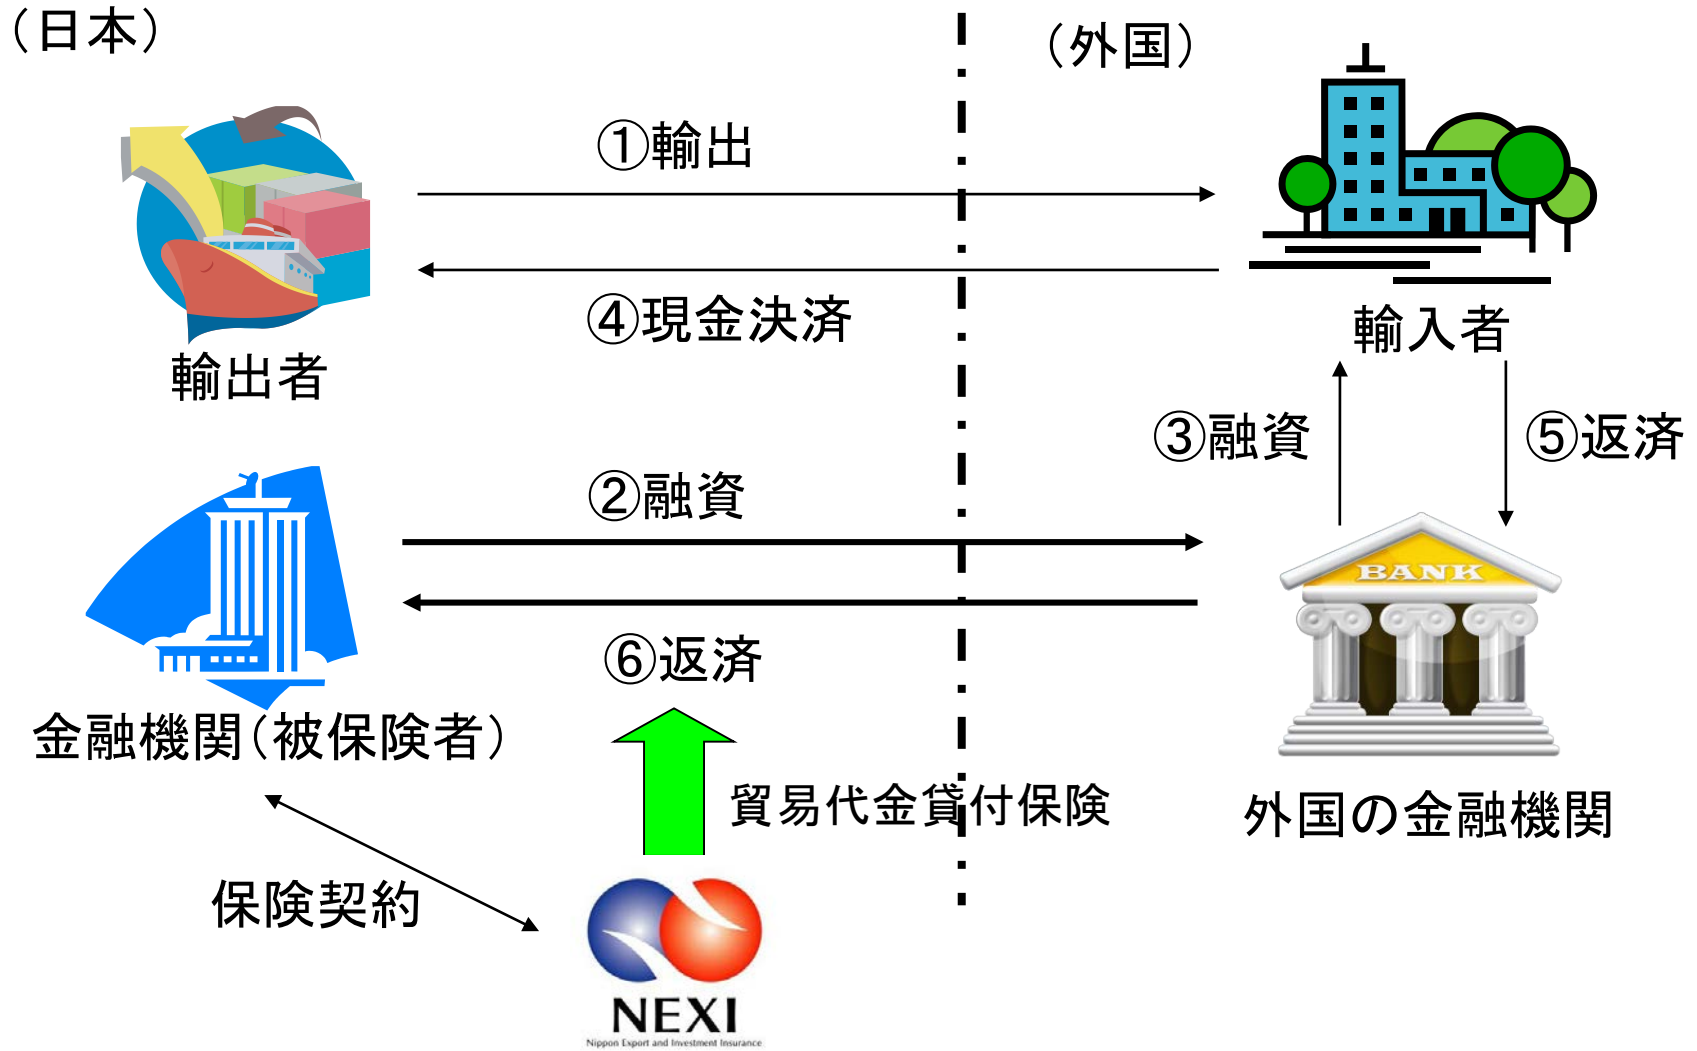 （日本）
（外国）
①輸出
④現金決済
輸出者
輸入者
③融資
⑤返済
②融資
BANK
⑥返済
金融機関（被保険者）
貿易代金貸付保険
外国の金融機関
保険契約
NEXI
Nippon Export and Investment Insurance